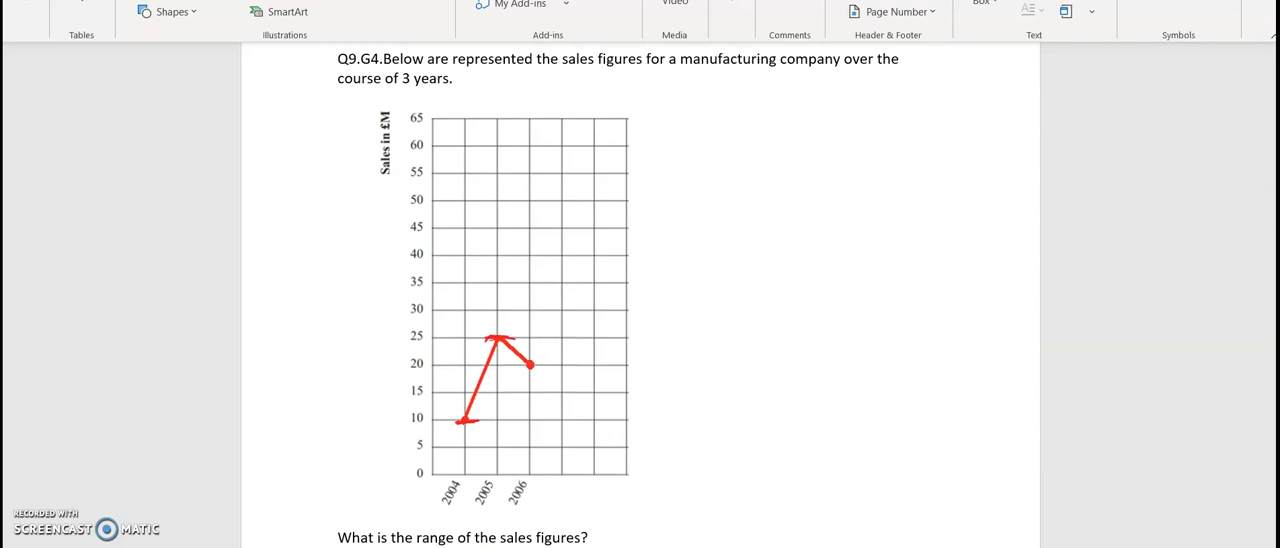 My Add-ins
Video
Box
Shapes
SmartArt
Page Number
Tables
Illustrations
Add-ins
Media
Comments
Header & Footer
Text
Symbols
Q9.G4.Below are represented the sales figures for a manufacturing company over the
course of 3 years.
Sales in £M
65
60
55
50
45
40
35
30
25
20
15
10
5
0
2004
2005
2006
RECORDED WITH
SCREENCAST MATIC
What is the range of the sales figures?